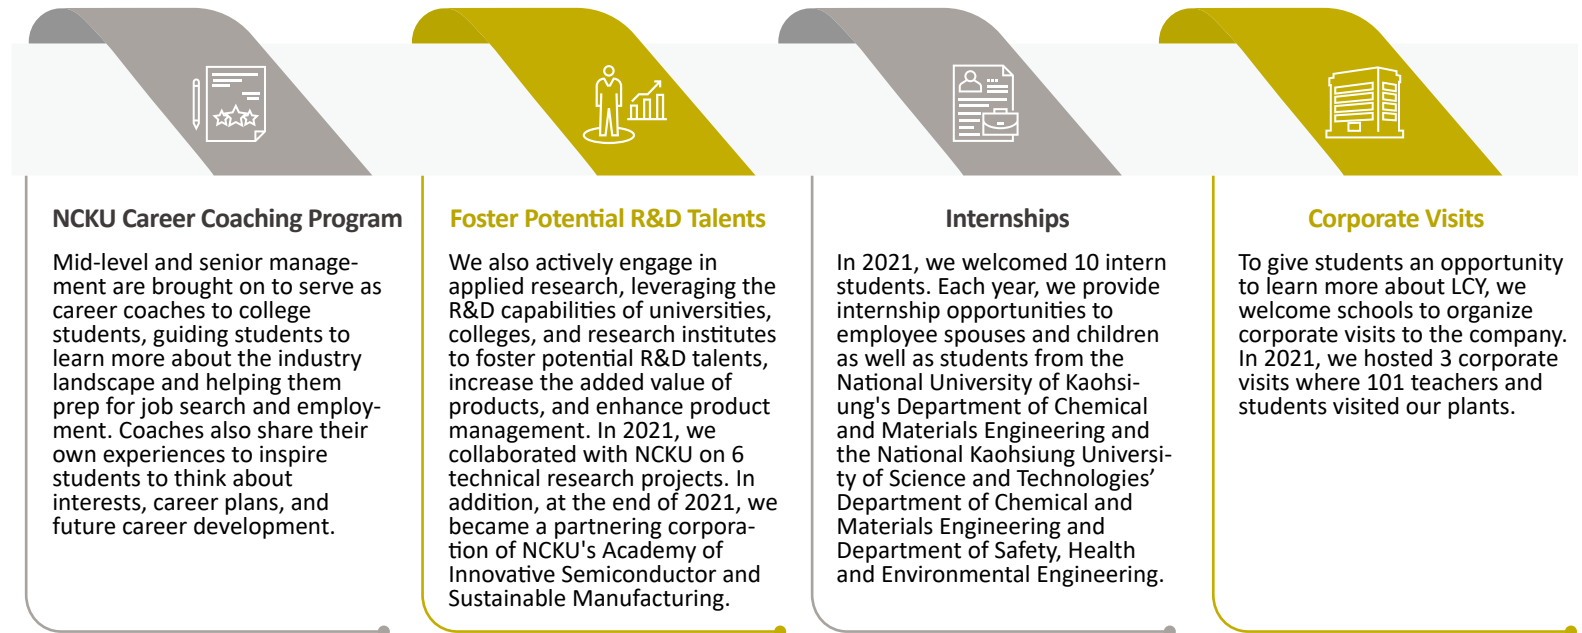 NCKU Career Coaching Program
Mid-level and senior manage-
ment are brought on to serve as
career coaches to college
students, guiding students to
learn more about the industry
landscape and helping them
prep for job search and employ-
ment. Coaches also share their
own experiences to inspire
students to think about
interests, career plans, and
future career development.
Foster Potential R&D Talents
We also actively engage in
applied research, leveraging the
R&D capabilities of universities,
colleges, and research institutes
to foster potential R&D talents,
increase the added value of
products, and enhance product
management. In 2021, we
collaborated with NCKU on 6
technical research projects. In
addition, at the end of 2021, we
became a partnering corpora-
tion of NCKU's Academy of
Innovative Semiconductor and
Sustainable Manufacturing.
Internships
In 2021, we welcomed 10 intern
students. Each year, we provide
internship opportunities to
employee spouses and children
as well as students from the
National University of Kaohsi-
ung's Department of Chemical
and Materials Engineering and
the National Kaohsiung Universi-
ty of Science and Technologies’
Department of Chemical and
Materials Engineering and
Department of Safety, Health
and Environmental Engineering.
Corporate Visits
To give students an opportunity
to learn more about LCY, we
welcome schools to organize
corporate visits to the company.
In 2021, we hosted 3 corporate
visits where 101 teachers and
students visited our plants.